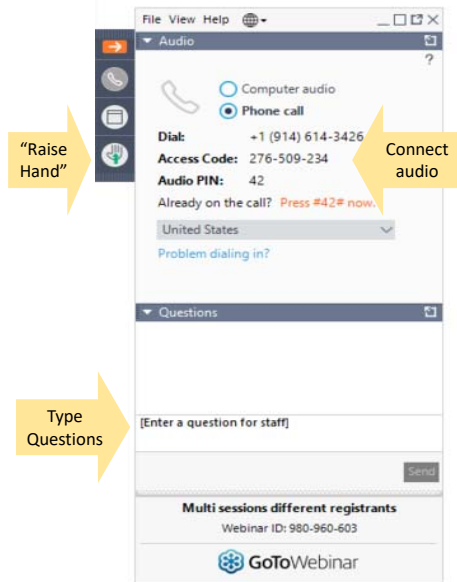 File View Help
Audio
?
Computer audio
Phone call
Dial: +1 (914) 614-3426
Access Code: 276-509-234
Audio PIN: 42
Already on the call? Press #42# now.
United States
Problem dialing in?
"Raise
Hand"
Connect
audio
Questions
Type
Questions
[Enter a question for staff]
Send
Multi sessions different registrants
Webinar ID: 980-960-603
GoToWebinar